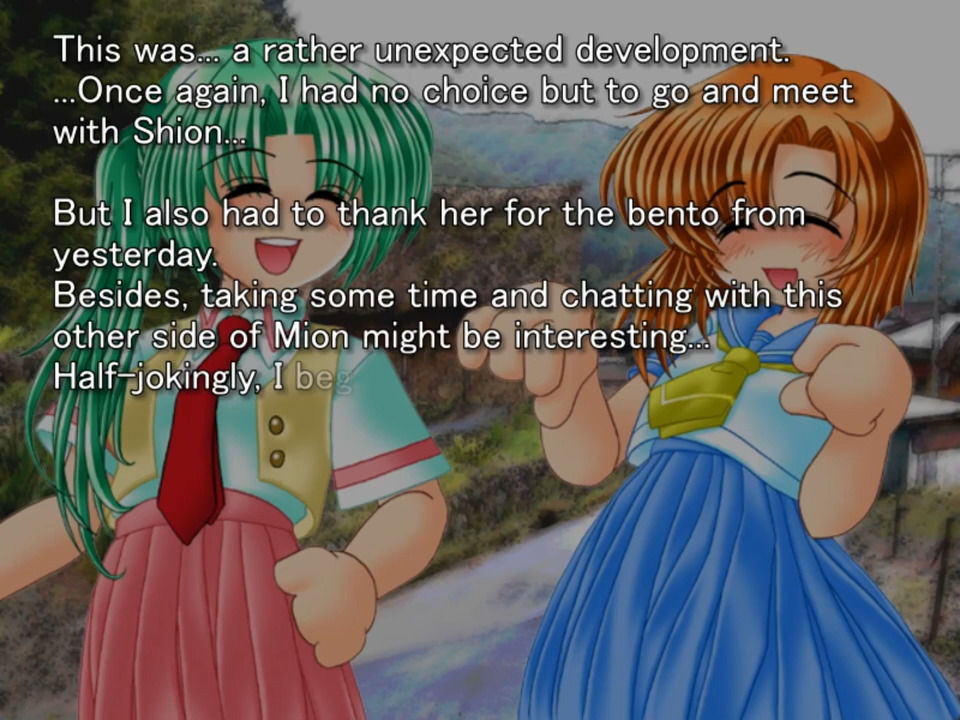 This was... a rather unexpected development.
...Once again, I had no choice but to go and meet
with Shion...
But I also had to thank her for the bento from
yesterday.
Besides, taking some time and chatting with this
other side of Mion might be interesting...
Half-jokingly, I beg